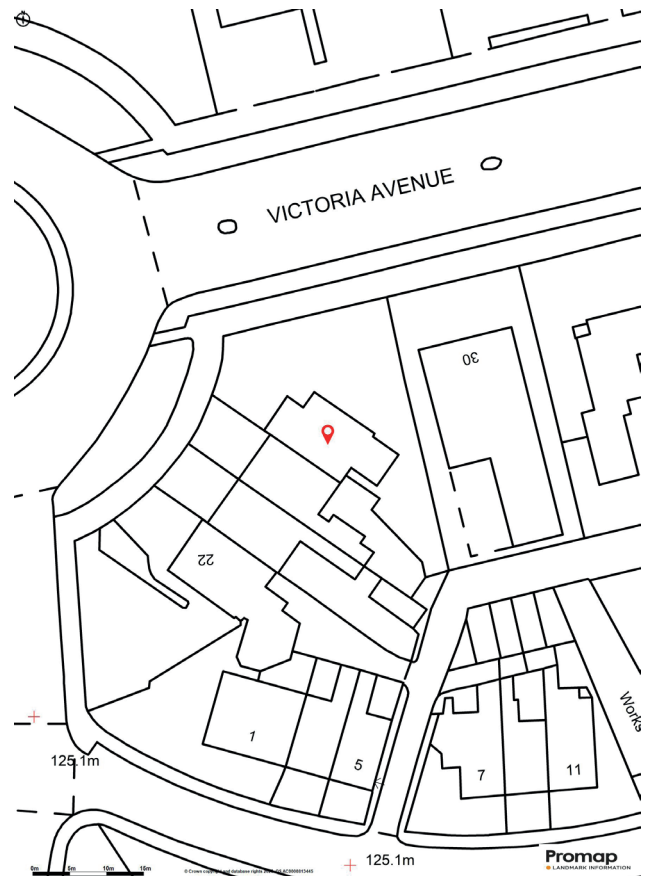 VICTORIA AVENUE
30
22
1
5
7
11
Works
125.1m
125.1m
0m 5m 10m 15m
Promap
LANDMARK INFORMATION